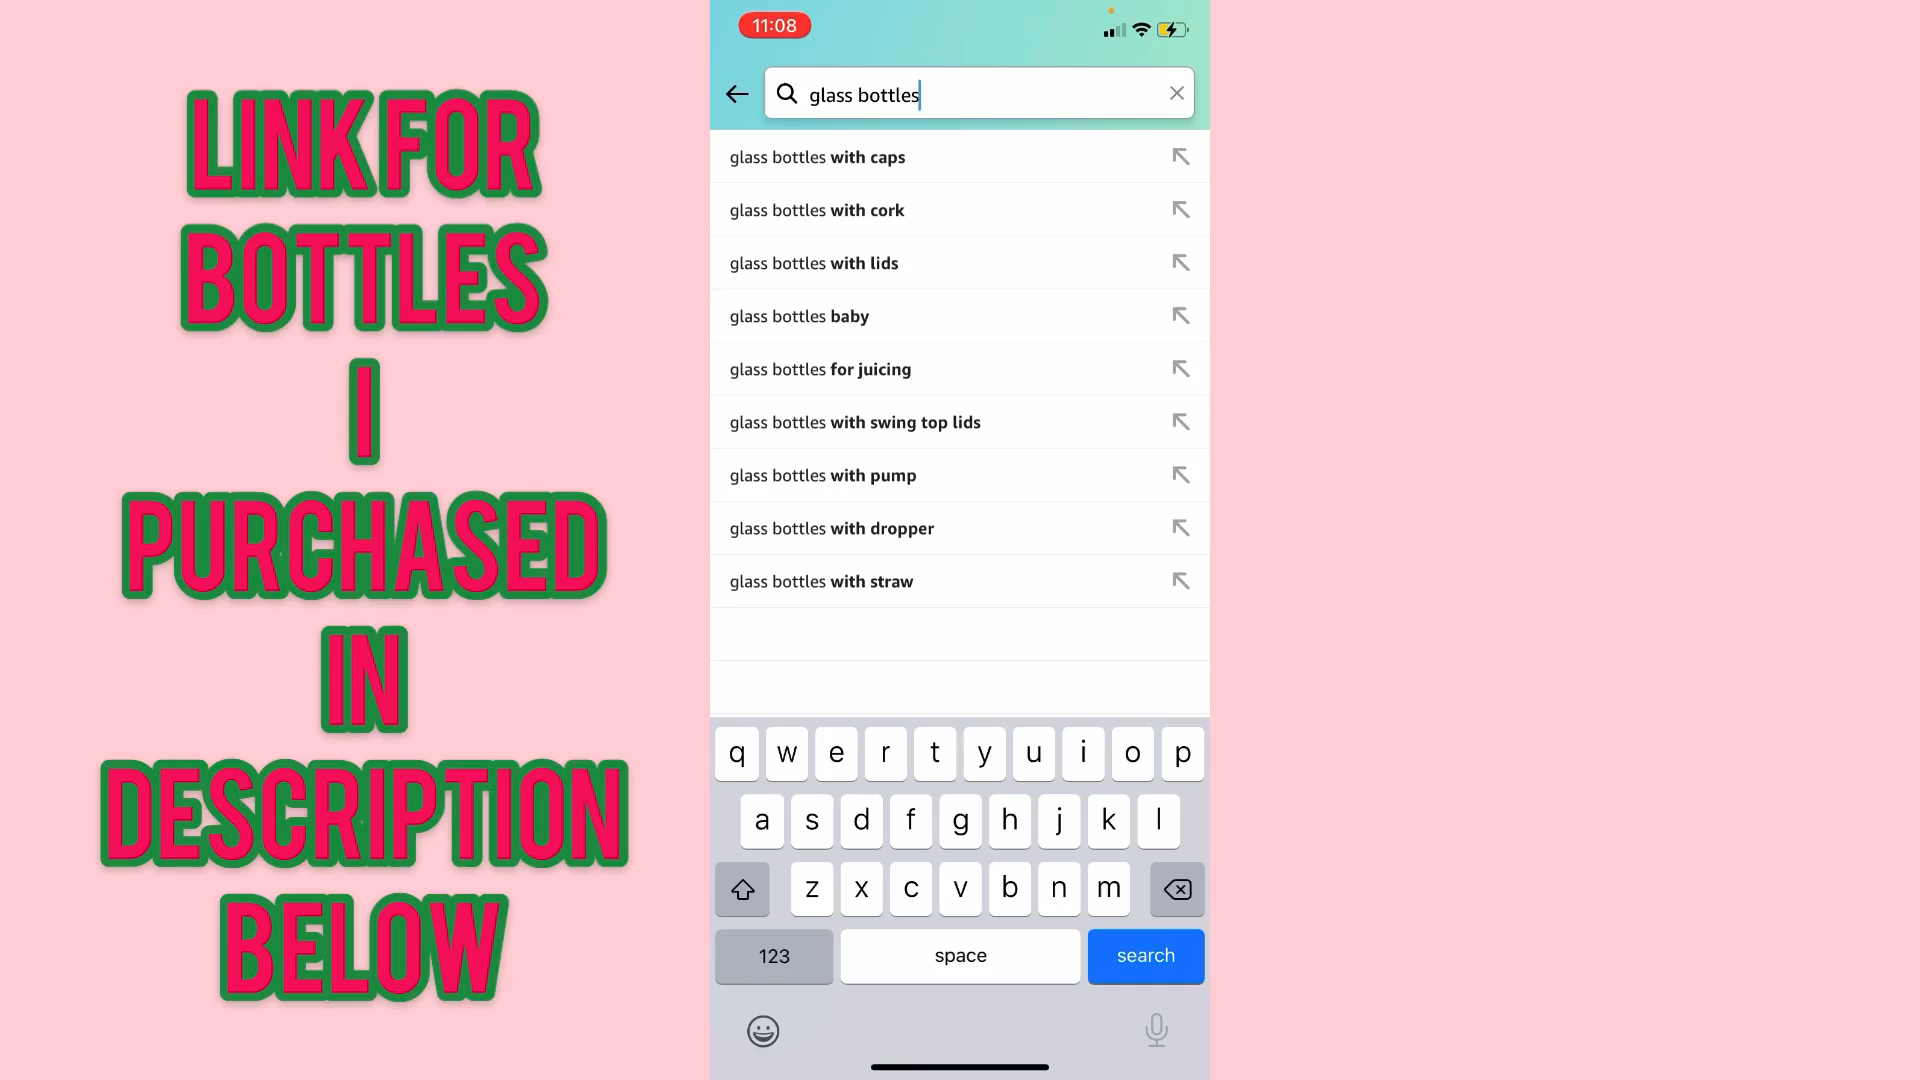 LINK FOR
BOTTLES
I
PURCHASED
IN
DESCRIPTION
BELOW
11:08
glass bottles
glass bottles with caps
glass bottles with cork
glass bottles with lids
glass bottles baby
glass bottles for juicing
glass bottles with swing top lids
glass bottles with pump
glass bottles with dropper
glass bottles with straw
q w e r t y u i o p
a s d f g h j k l
z x c v b n m
123 space search